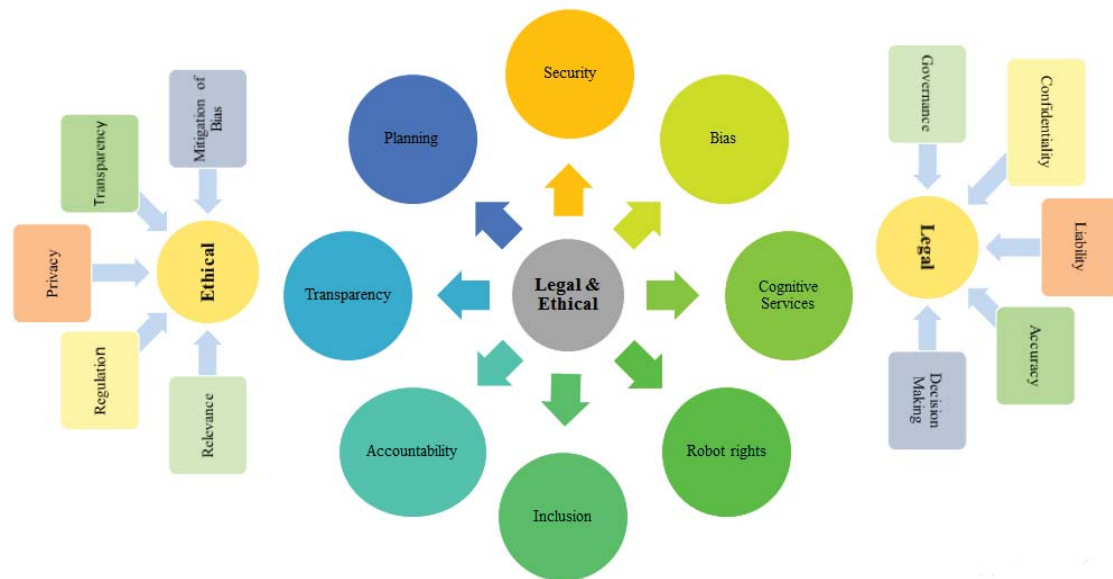 Mitigation of
Bias
Transparency
Privacy
Regulation
Relevance
Ethical
Security
Planning
Bias
Transparency
Legal &
Ethical
Cognitive
Services
Accountability
Robot rights
Inclusion
Governance
Confidentiality
Legal
Liability
Accuracy
Decision
Making